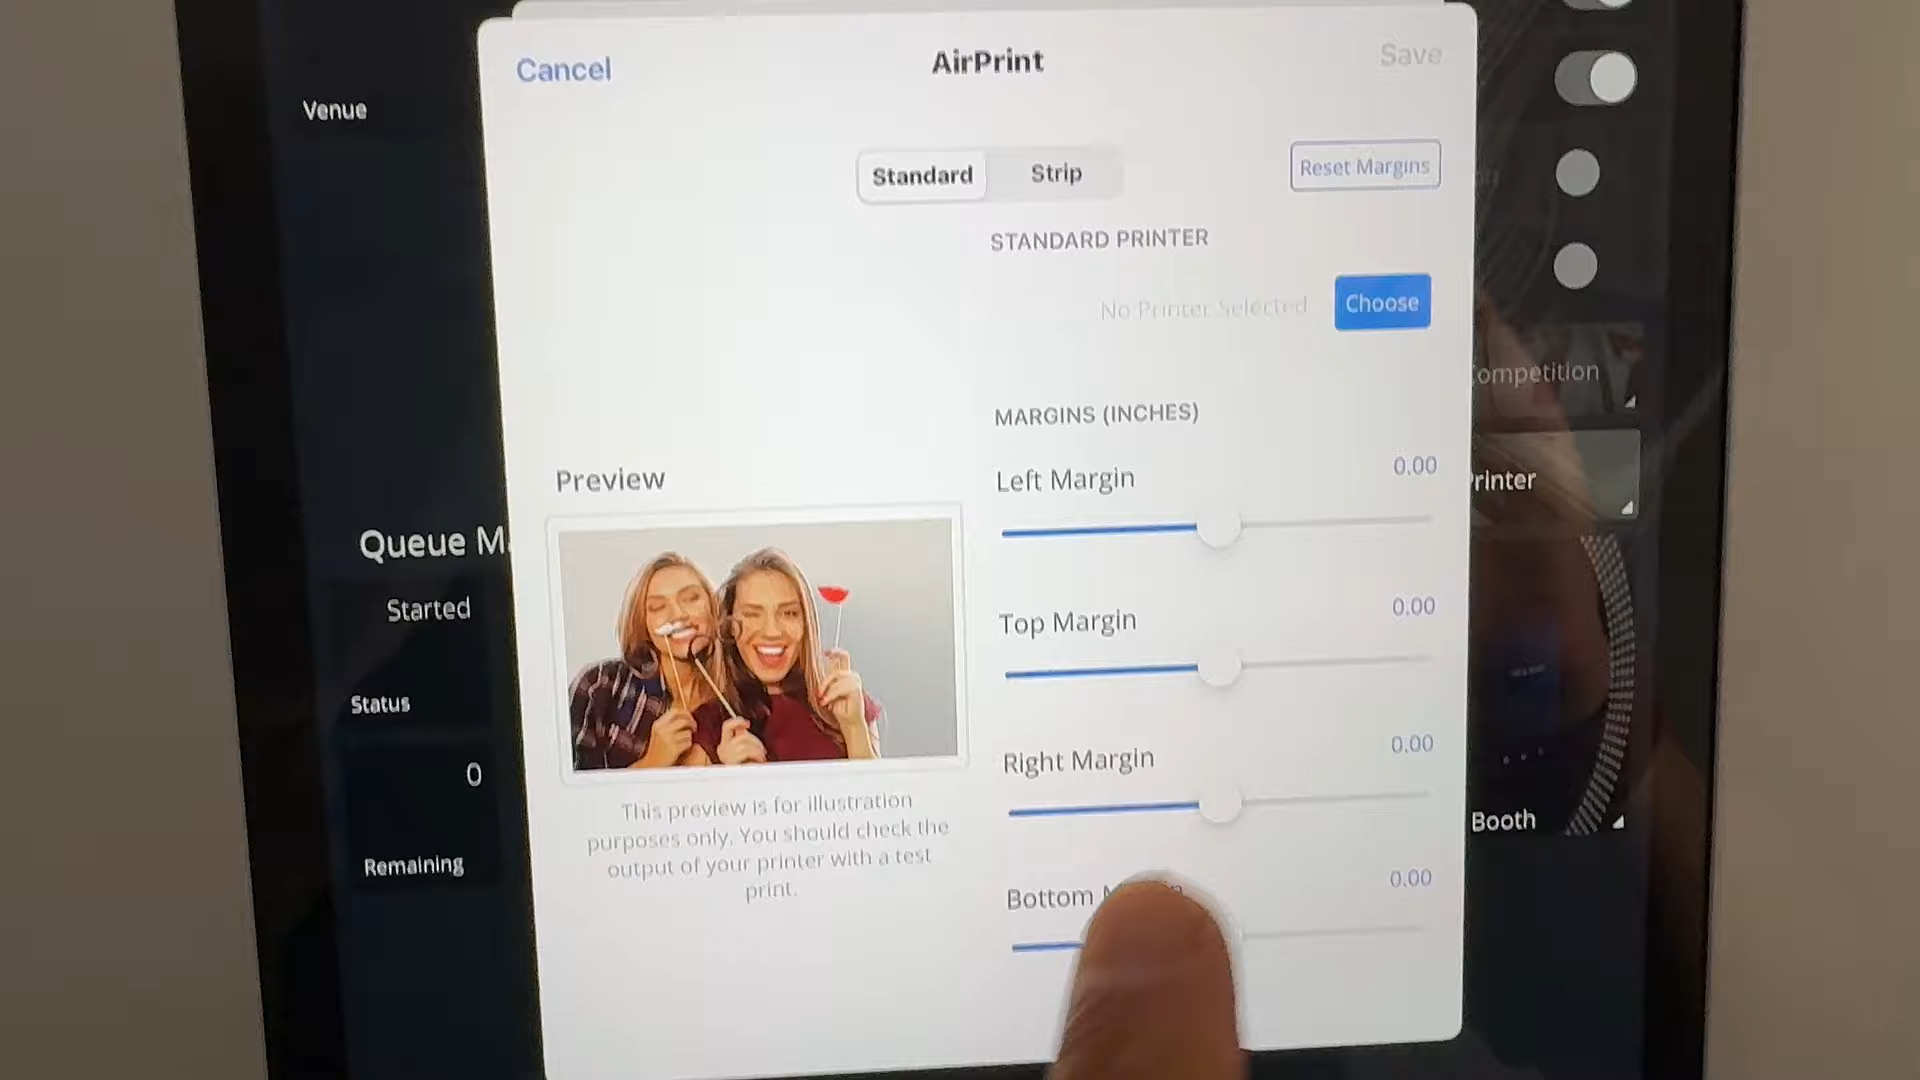 Cancel
AirPrint
Save
Venue
Standard
Strip
Reset Margins
STANDARD PRINTER
No Printer Selected
Choose
ompetition
MARGINS (INCHES)
Left Margin
0.00
Preview
rinter
Queue M
Started
Top Margin
0.00
Status
Right Margin
0.00
0
This preview is for illustration
purposes only. You should check the
output of your printer with a test
print.
Booth
Remaining
Bottom
0.00